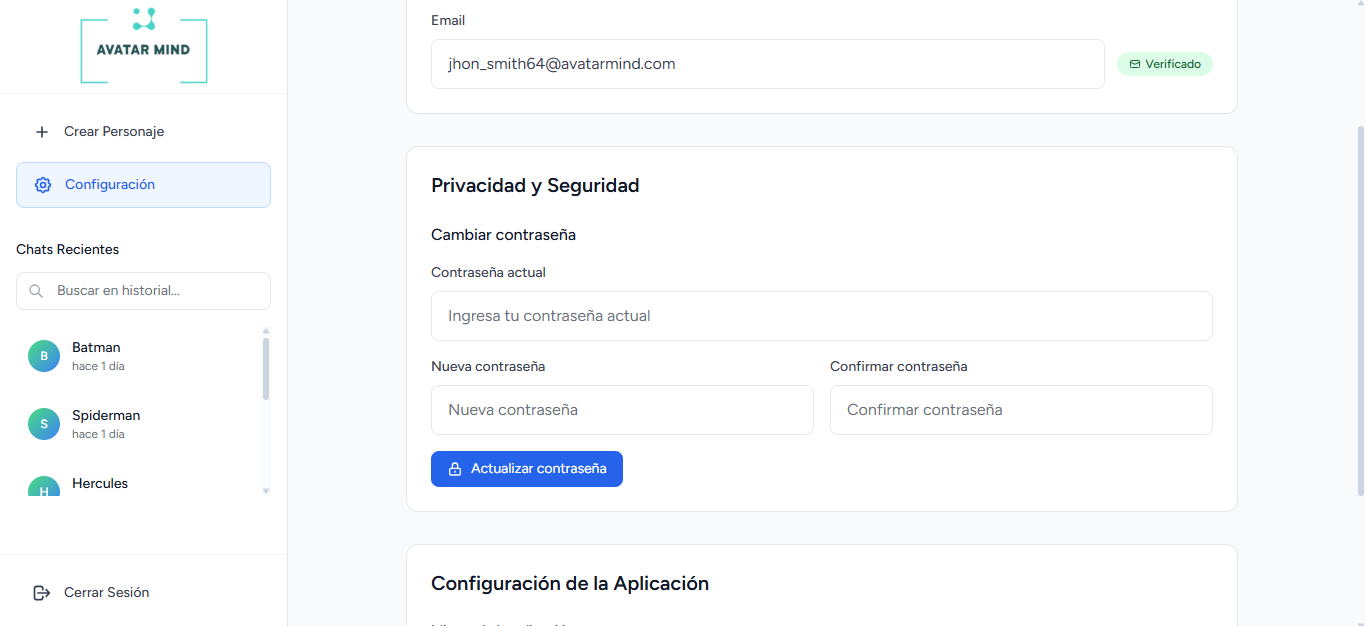 AVATAR MIND
Crear Personaje
Configuración
Chats Recientes
Buscar en historial...
B
Batman
hace 1 día
S
Spiderman
hace 1 día
H
Hercules
Cerrar Sesión
Email
jhon_smith64@avatarmind.com
Verificado
Privacidad y Seguridad
Cambiar contraseña
Contraseña actual
Ingresa tu contraseña actual
Nueva contraseña
Confirmar contraseña
Nueva contraseña
Confirmar contraseña
Actualizar contraseña
Configuración de la Aplicación